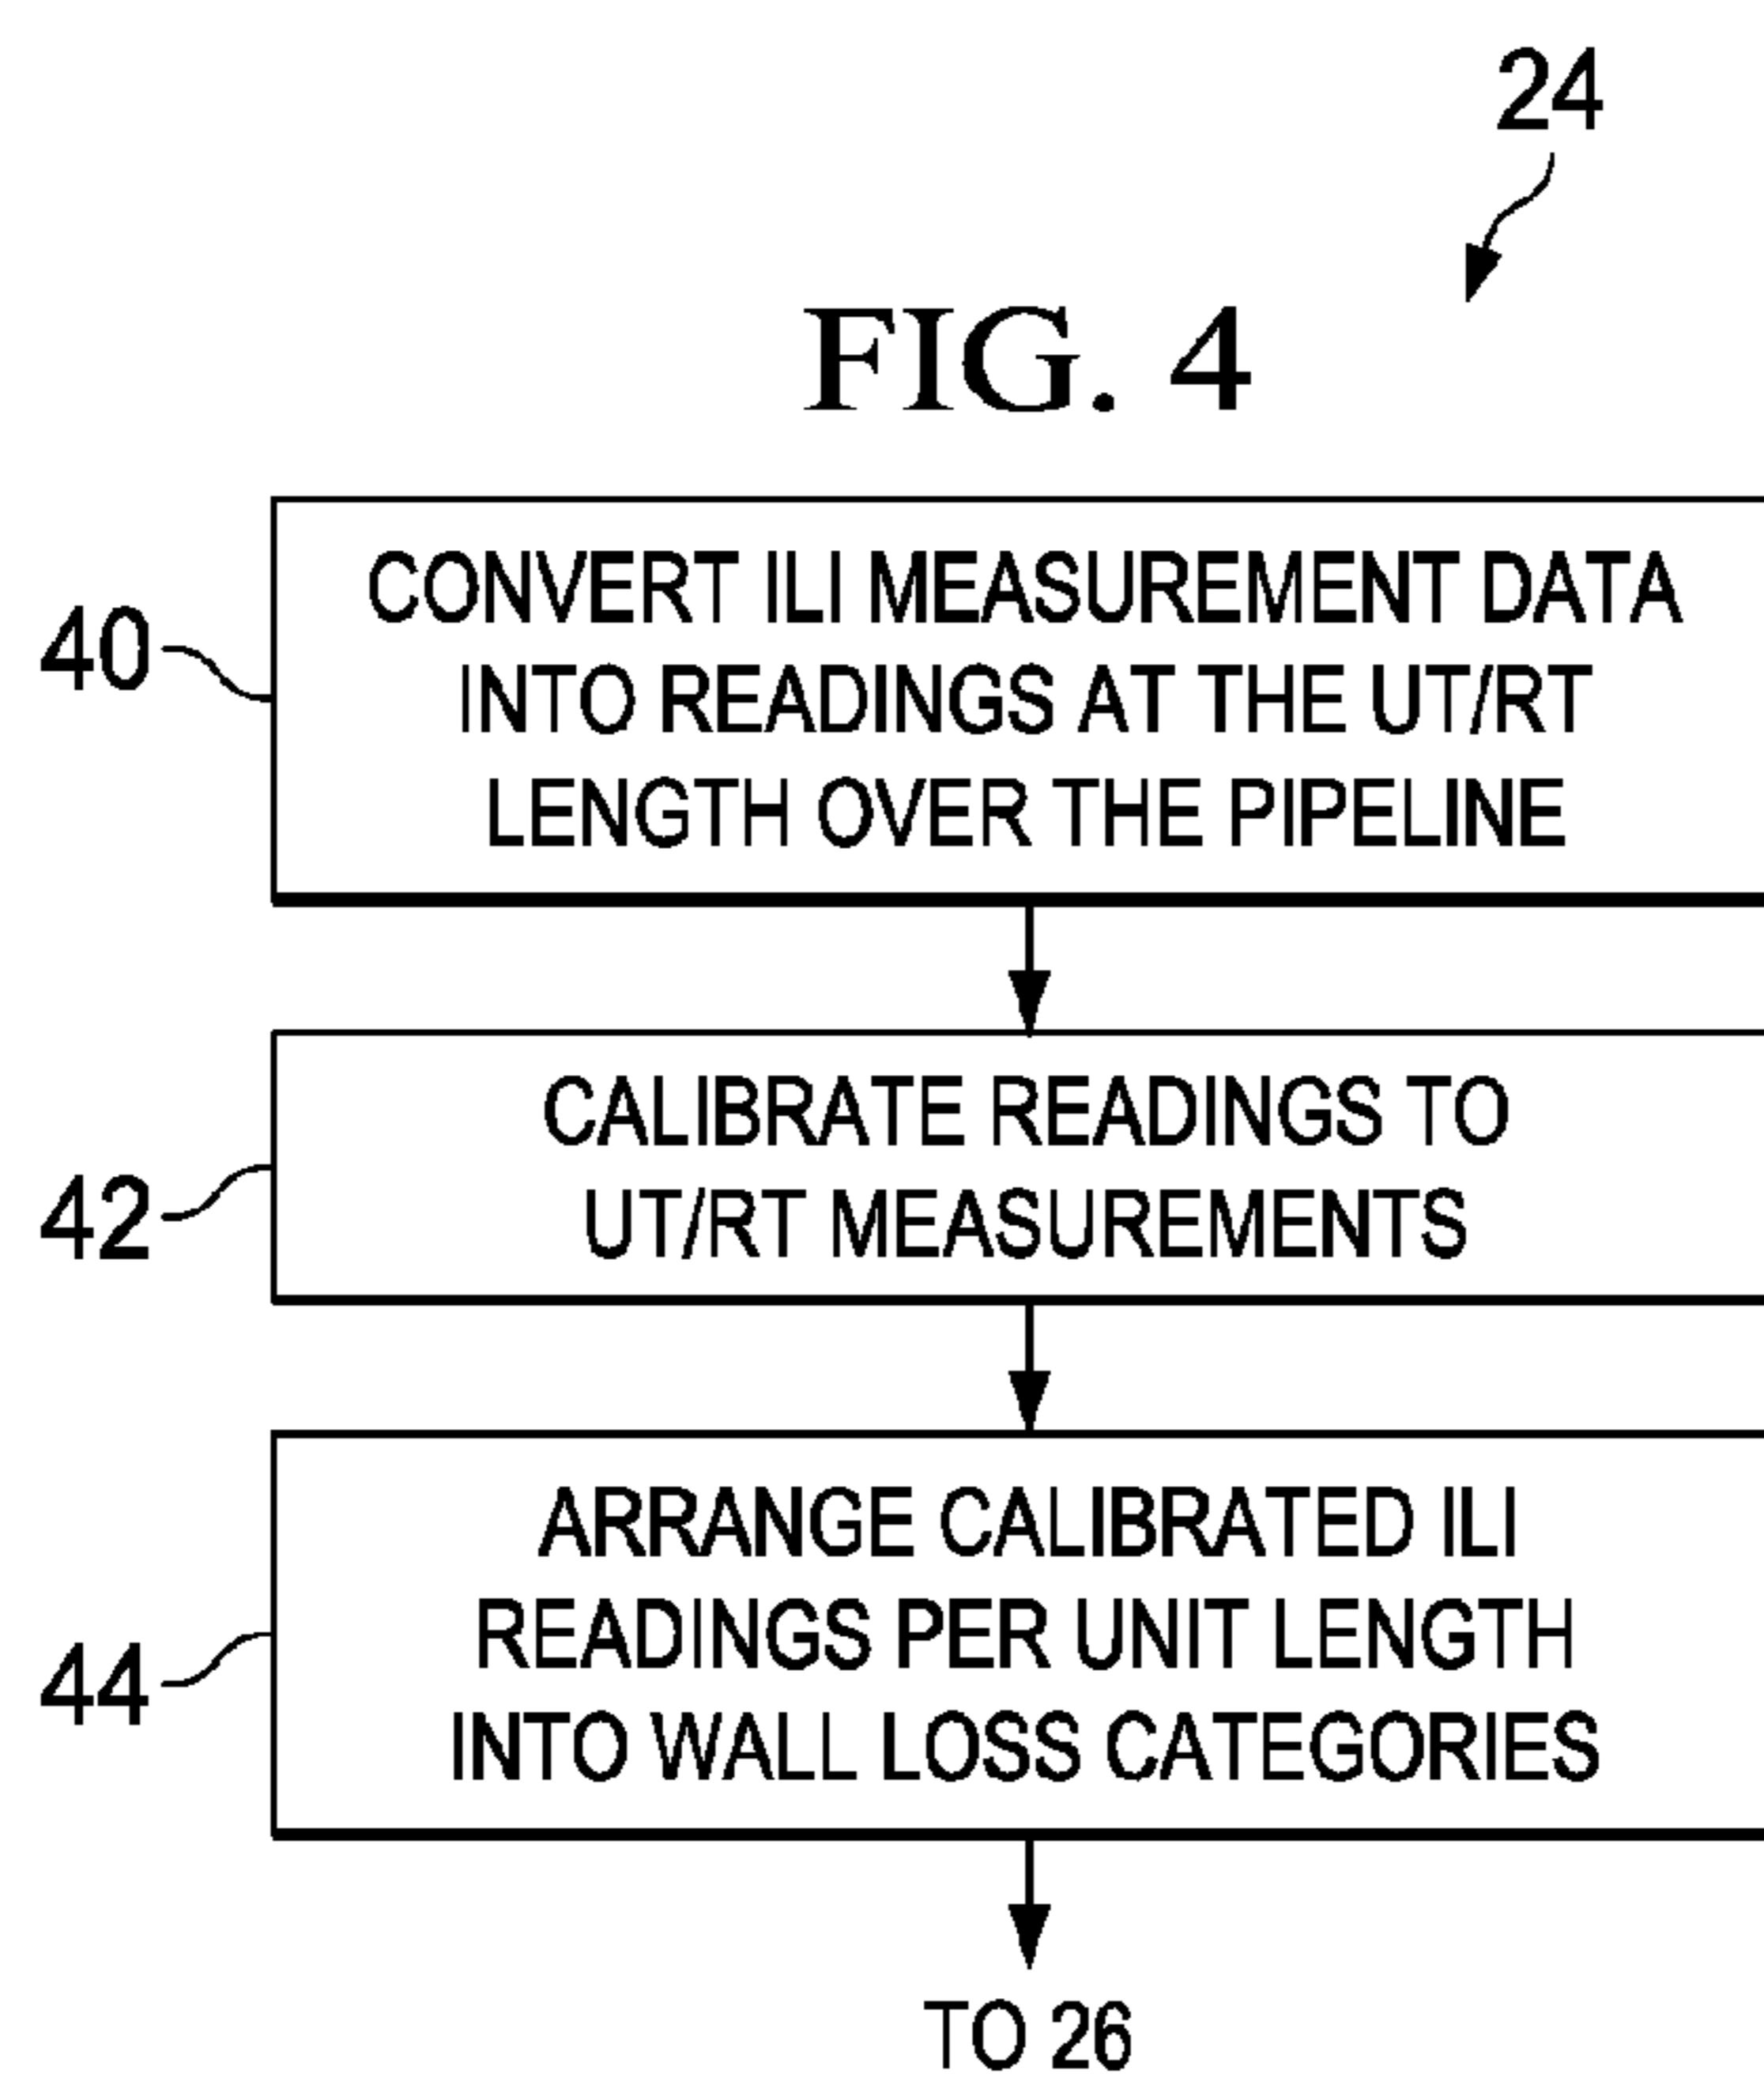 24
FIG. 4
40
CONVERT ILI MEASUREMENT DATA
INTO READINGS AT THE UT/RT
LENGTH OVER THE PIPELINE
42
CALIBRATE READINGS TO
UT/RT MEASUREMENTS
44
ARRANGE CALIBRATED ILI
READINGS PER UNIT LENGTH
INTO WALL LOSS CATEGORIES
TO 26